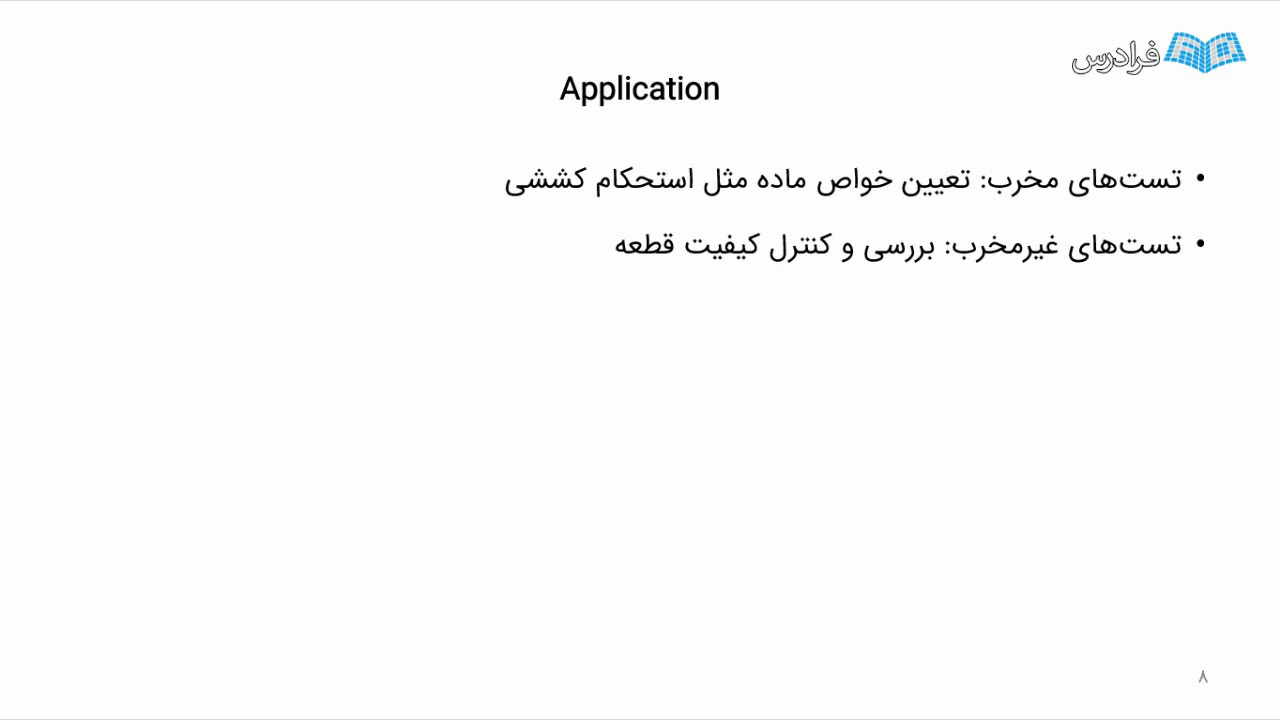 فرادرس
Application
• تست‌های مخرب: تعیین خواص ماده مثل استحکام کششی
• تست‌های غیرمخرب: بررسی و کنترل کیفیت قطعه
۸